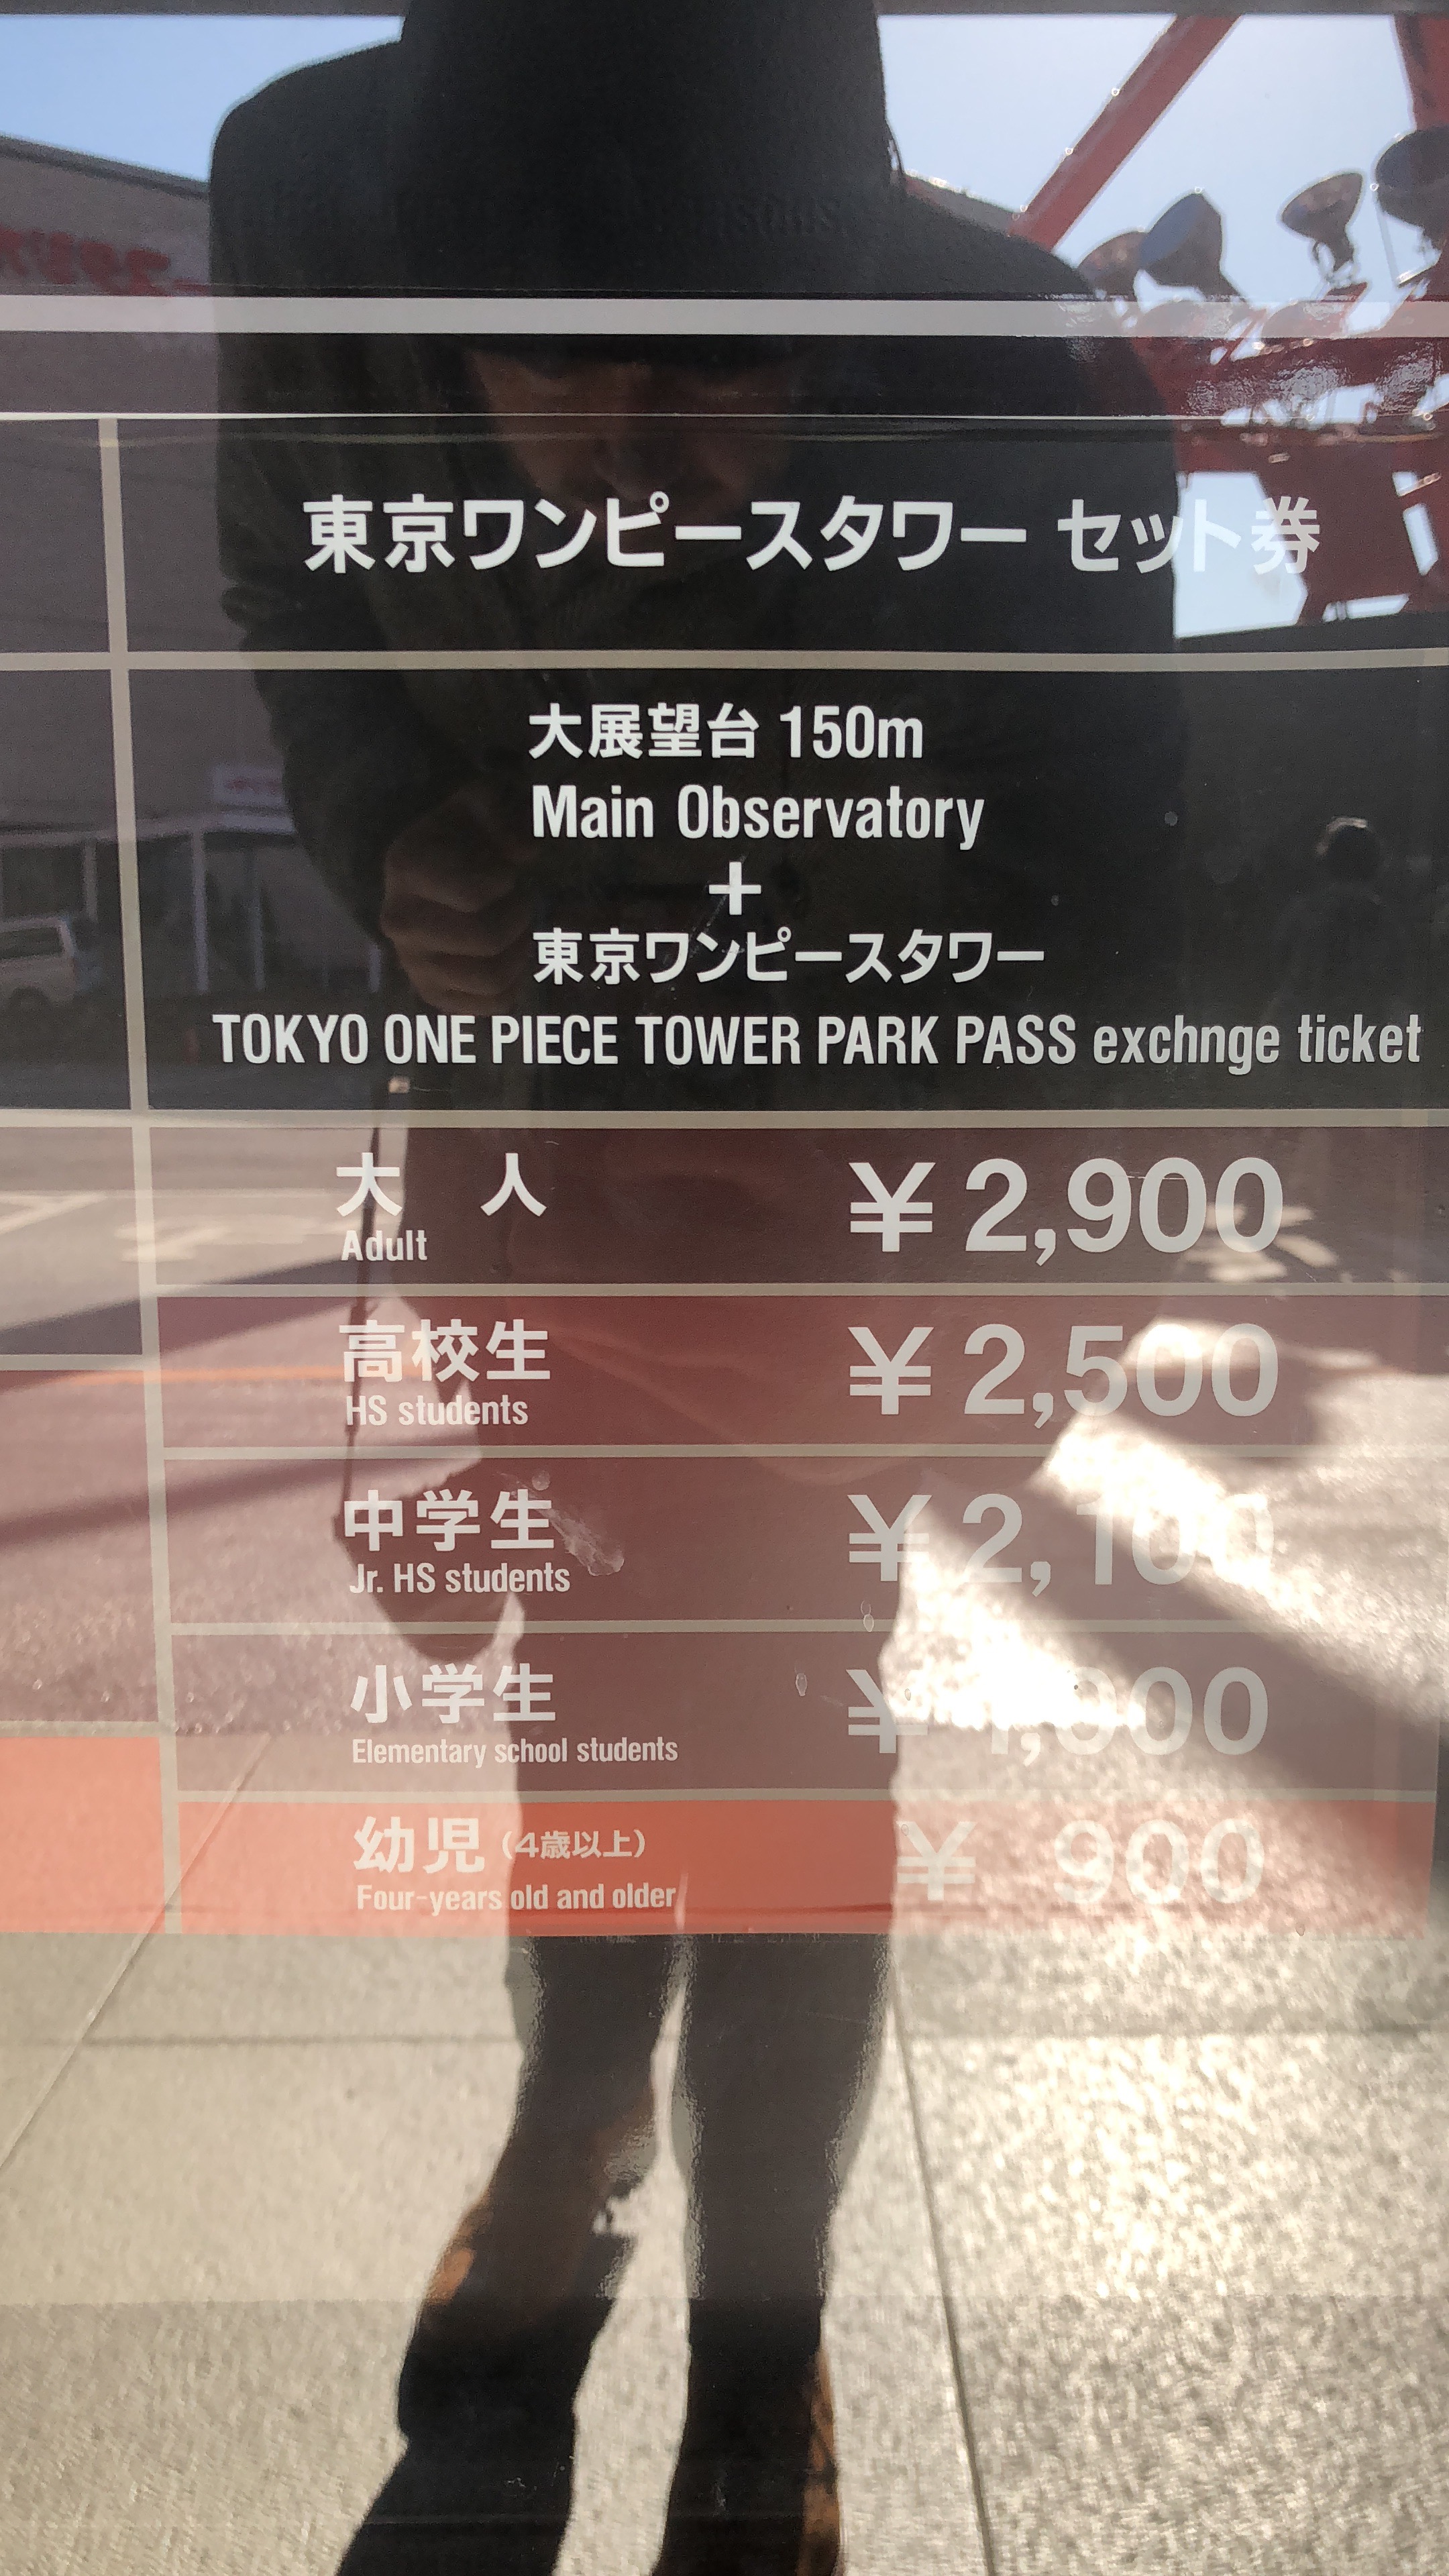 東京ワンピースタワー セット券
大展望台 150m
Main Observatory
+
東京ワンピースタワー
TOKYO ONE PIECE TOWER PARK PASS exchnge ticket
大人 ¥2,900
Adult
高校生 ¥2,500
HS students
中学生 ¥2,100
Jr. HS students
小学生
Elementary school students
幼児(4歳以上) ¥900
Four-years old and older